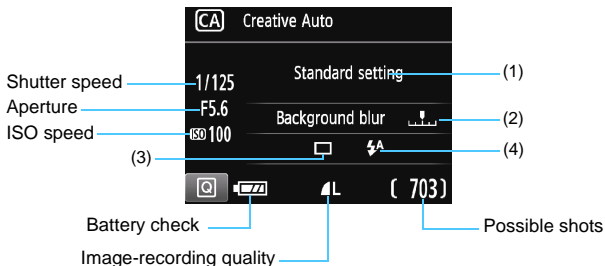 CA Creative Auto
Shutter speed 1/125 Standard setting (1)
Aperture F5.6
ISO speed ISO 100 Background blur (2)
(3) A (4)
Q L ( 703)
Battery check Possible shots
Image-recording quality